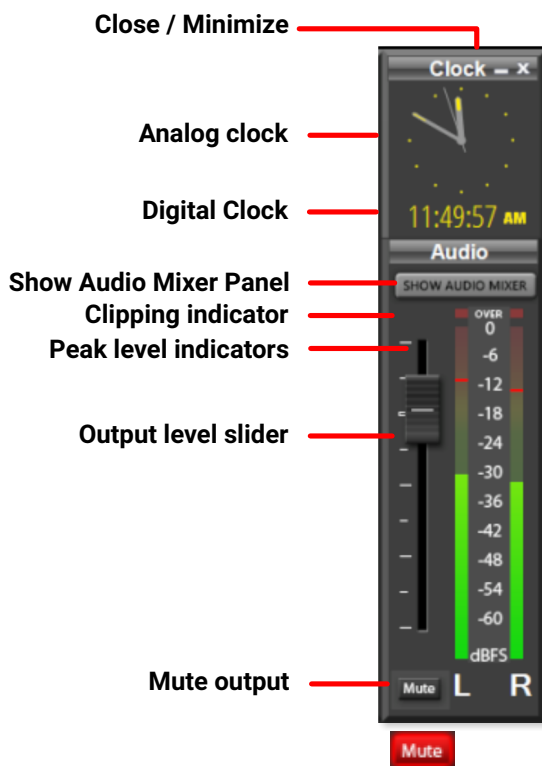 Close / Minimize
Clock
Analog clock
Digital Clock
11:49:57 AM
Audio
Show Audio Mixer Panel
SHOW AUDIO MIXER
Clipping indicator
OVER
0
Peak level indicators
-6
-12
-18
Output level slider
-24
-30
-36
-42
-48
-54
-60
dBFS
Mute output
Mute L R
Mute